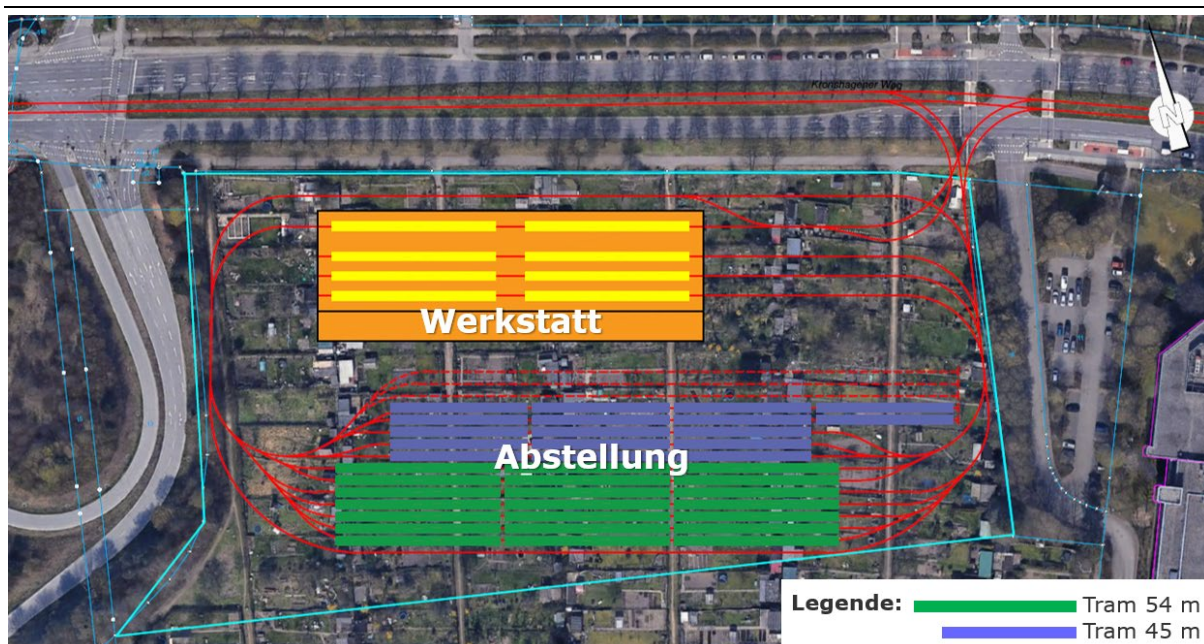 Kronshagener Weg
N
Werkstatt
Abstellung
Legende: Tram 54 m
Tram 45 m